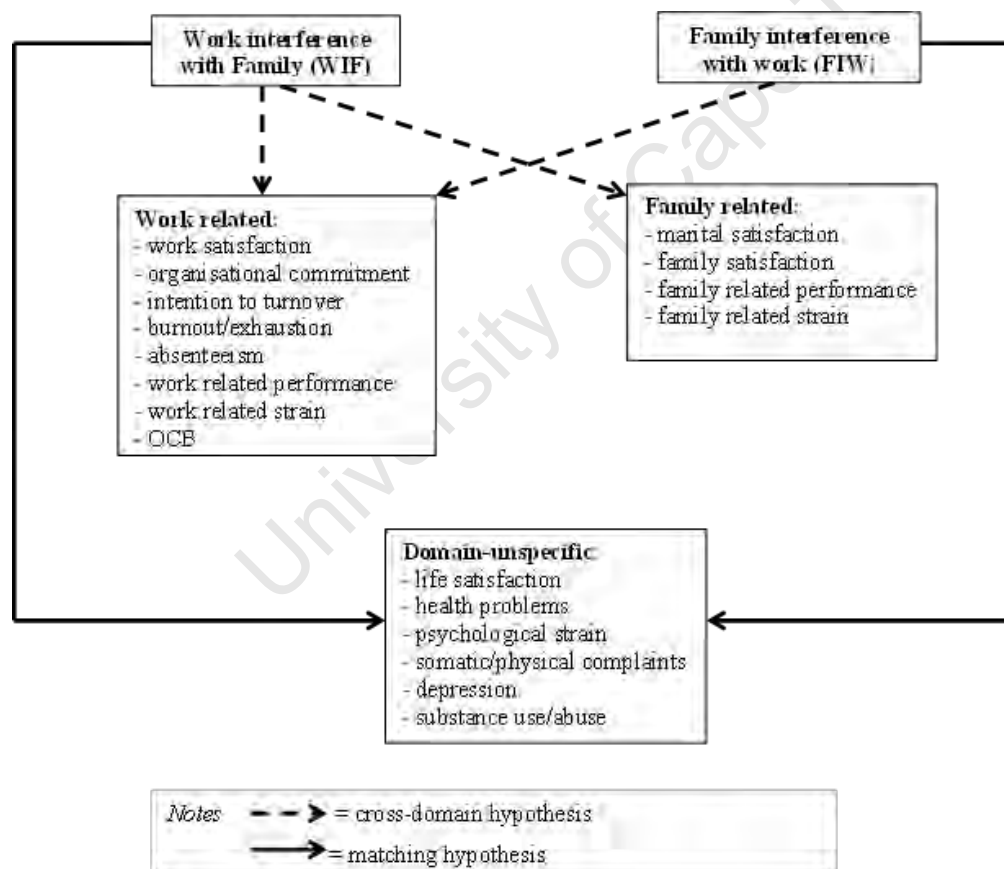 Work interference
with Family (WIF)
Family interference
with work (FIW)
Work related:
- work satisfaction
- organisational commitment
- intention to turnover
- burnout/exhaustion
- absenteeism
- work related performance
- work related strain
- OCB
Family related:
- marital satisfaction
- family satisfaction
- family related performance
- family related strain
Domain-unspecific
- life satisfaction
- health problems
- psychological strain
- somatic/physical complaints
- depression
- substance use/abuse
Notes = cross-domain hypothesis
= matching hypothesis
University of Cap